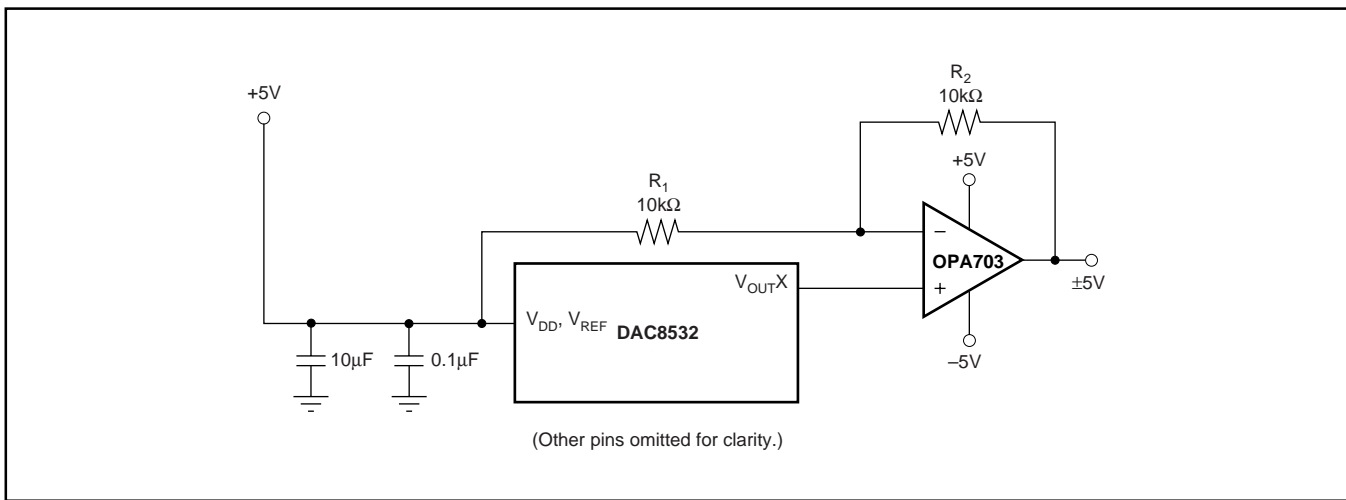 +5V
R2
10kΩ
+5V
R1
10kΩ
−
OPA703
+
±5V
−5V
VOUTX
VDD, VREF
DAC8532
10µF
0.1µF
(Other pins omitted for clarity.)